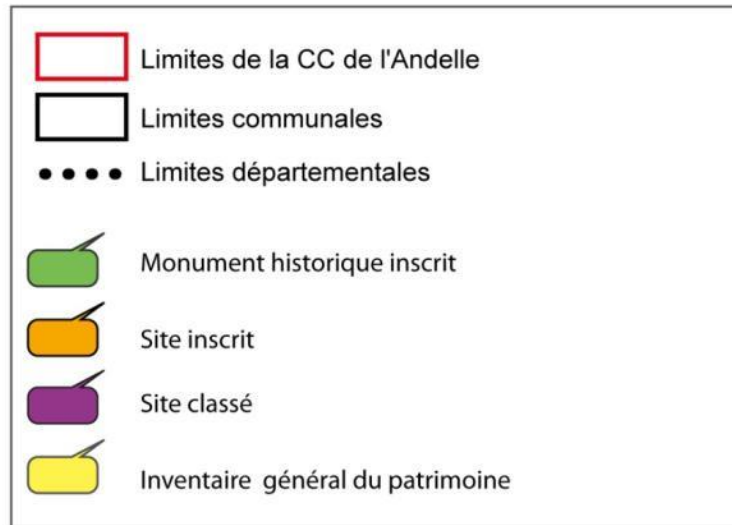 Limites de la CC de l'Andelle
Limites communales
Limites départementales
Monument historique inscrit
Site inscrit
Site classé
Inventaire général du patrimoine